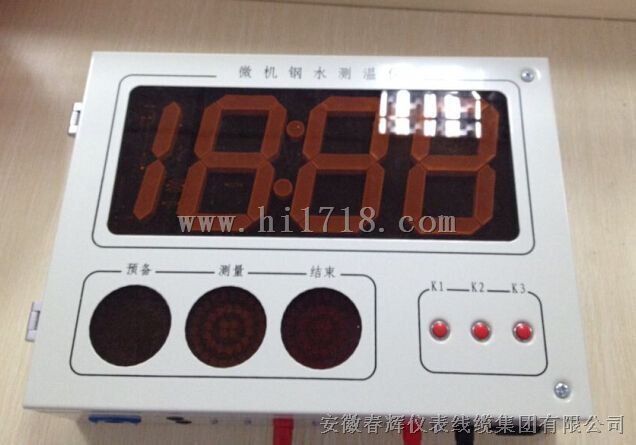 微机钢水测温仪
18:88
www.hi1718.com
预备 测量 结束
K1 K2 K3
安徽春辉仪表线缆集团有限公司